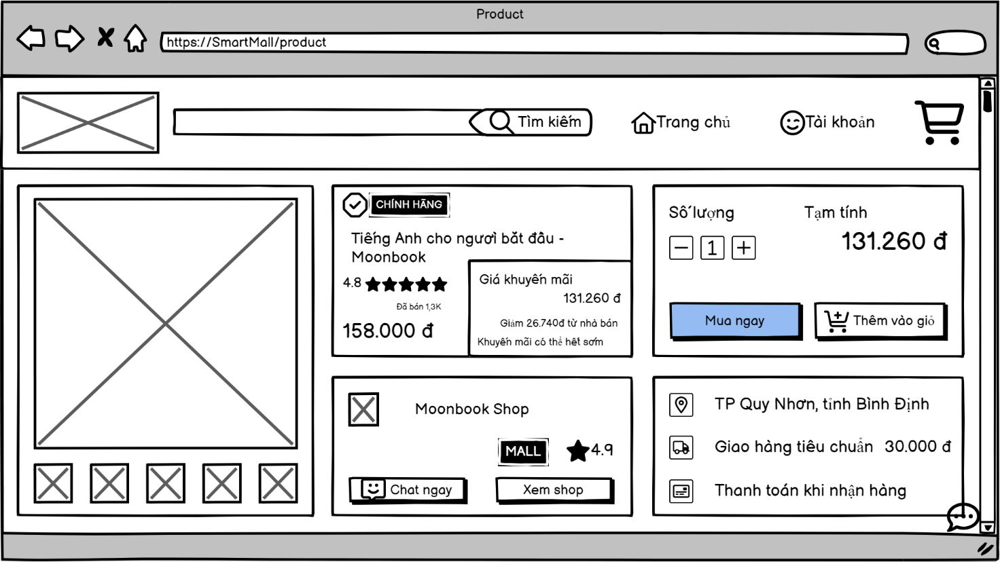 Product
https://SmartMall/product
Tìm kiếm
Trang chủ
Tài khoản
CHÍNH HÃNG
Tiếng Anh cho người bắt đầu -
Moonbook
4.8
Đã bán 1,3K
158.000 đ
Giá khuyến mãi
131.260 đ
Giảm 26.740đ từ nhà bán
Khuyến mãi có thể hết sớm
Số lượng
Tạm tính
1
131.260 đ
Mua ngay
Thêm vào giỏ
Moonbook Shop
MALL
4.9
Chat ngay
Xem shop
TP Quy Nhơn, tỉnh Bình Định
Giao hàng tiêu chuẩn 30.000 đ
Thanh toán khi nhận hàng